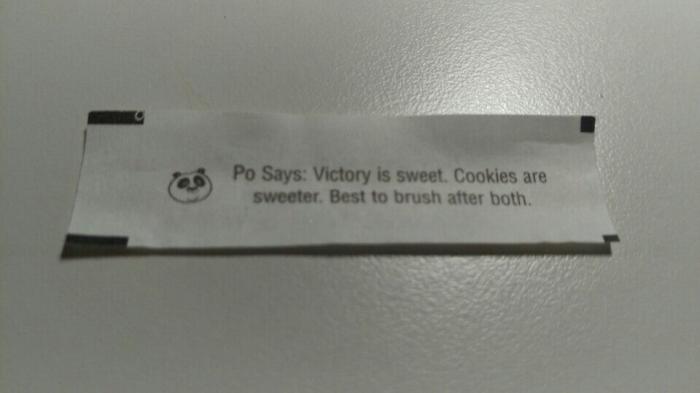 Po Says: Victory is sweet. Cookies are
sweeter. Best to brush after both.